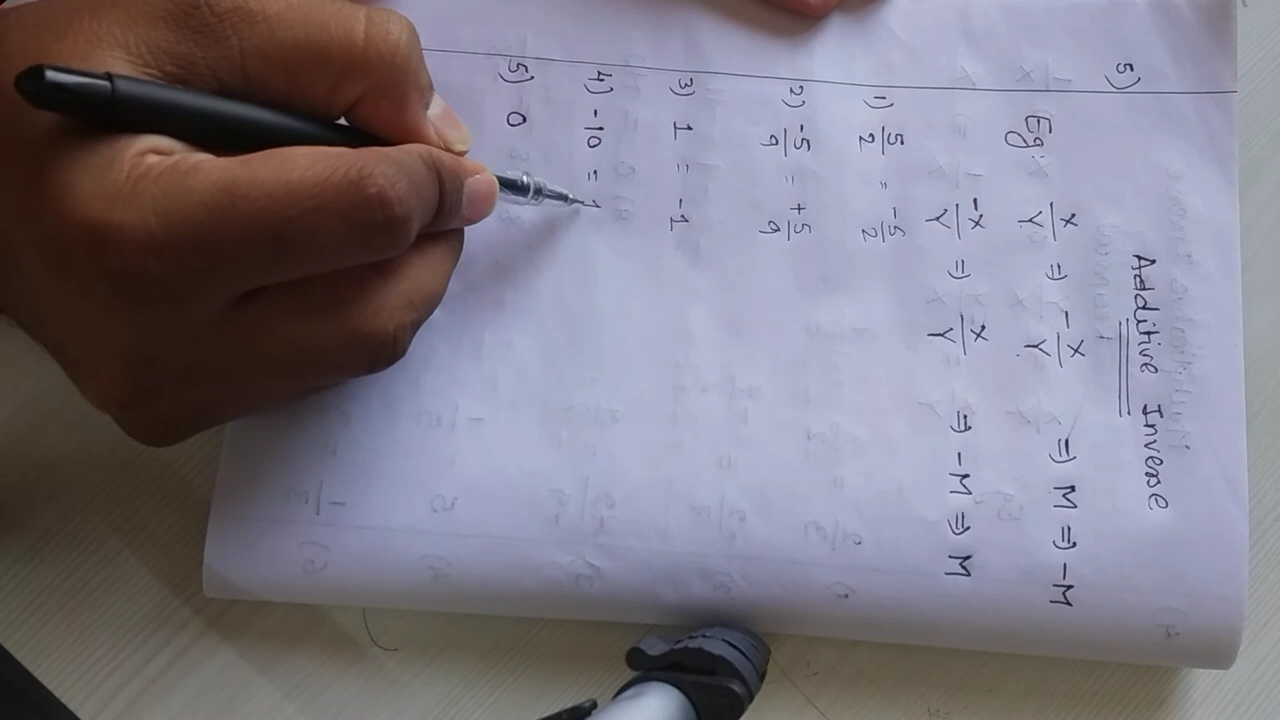 5) Additive Inverse
Eg: X/Y ⇒ -X/Y ⇒ M ⇒ -M
-X/Y ⇒ X/Y ⇒ -M ⇒ M
1) 5/2 = -5/2
2) -5/9 = +5/9
3) 1 = -1
4) -10 = 1
5) 0